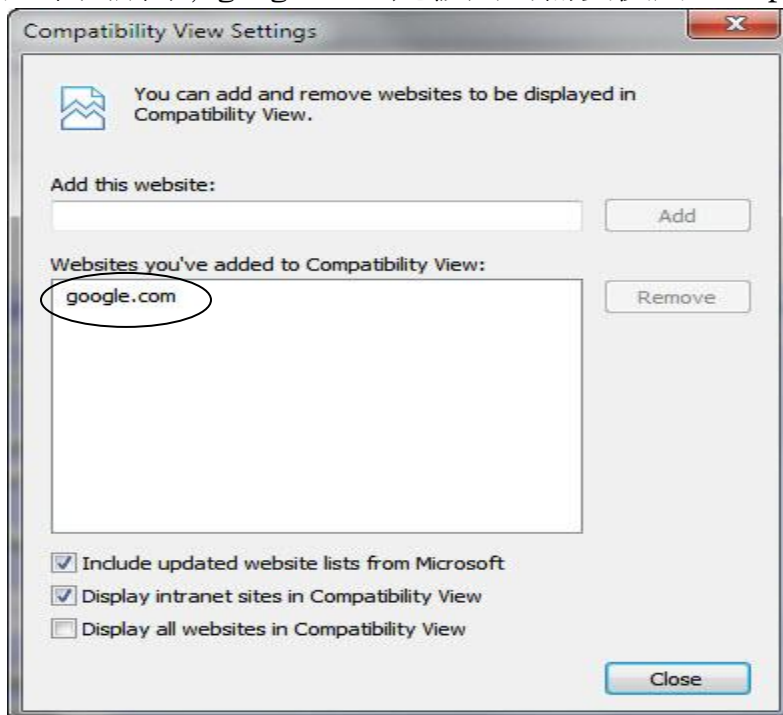 Compatibility View Settings
You can add and remove websites to be displayed in
Compatibility View.
Add this website:
Add
Websites you've added to Compatibility View:
google.com
Remove
Include updated website lists from Microsoft
Display intranet sites in Compatibility View
Display all websites in Compatibility View
Close